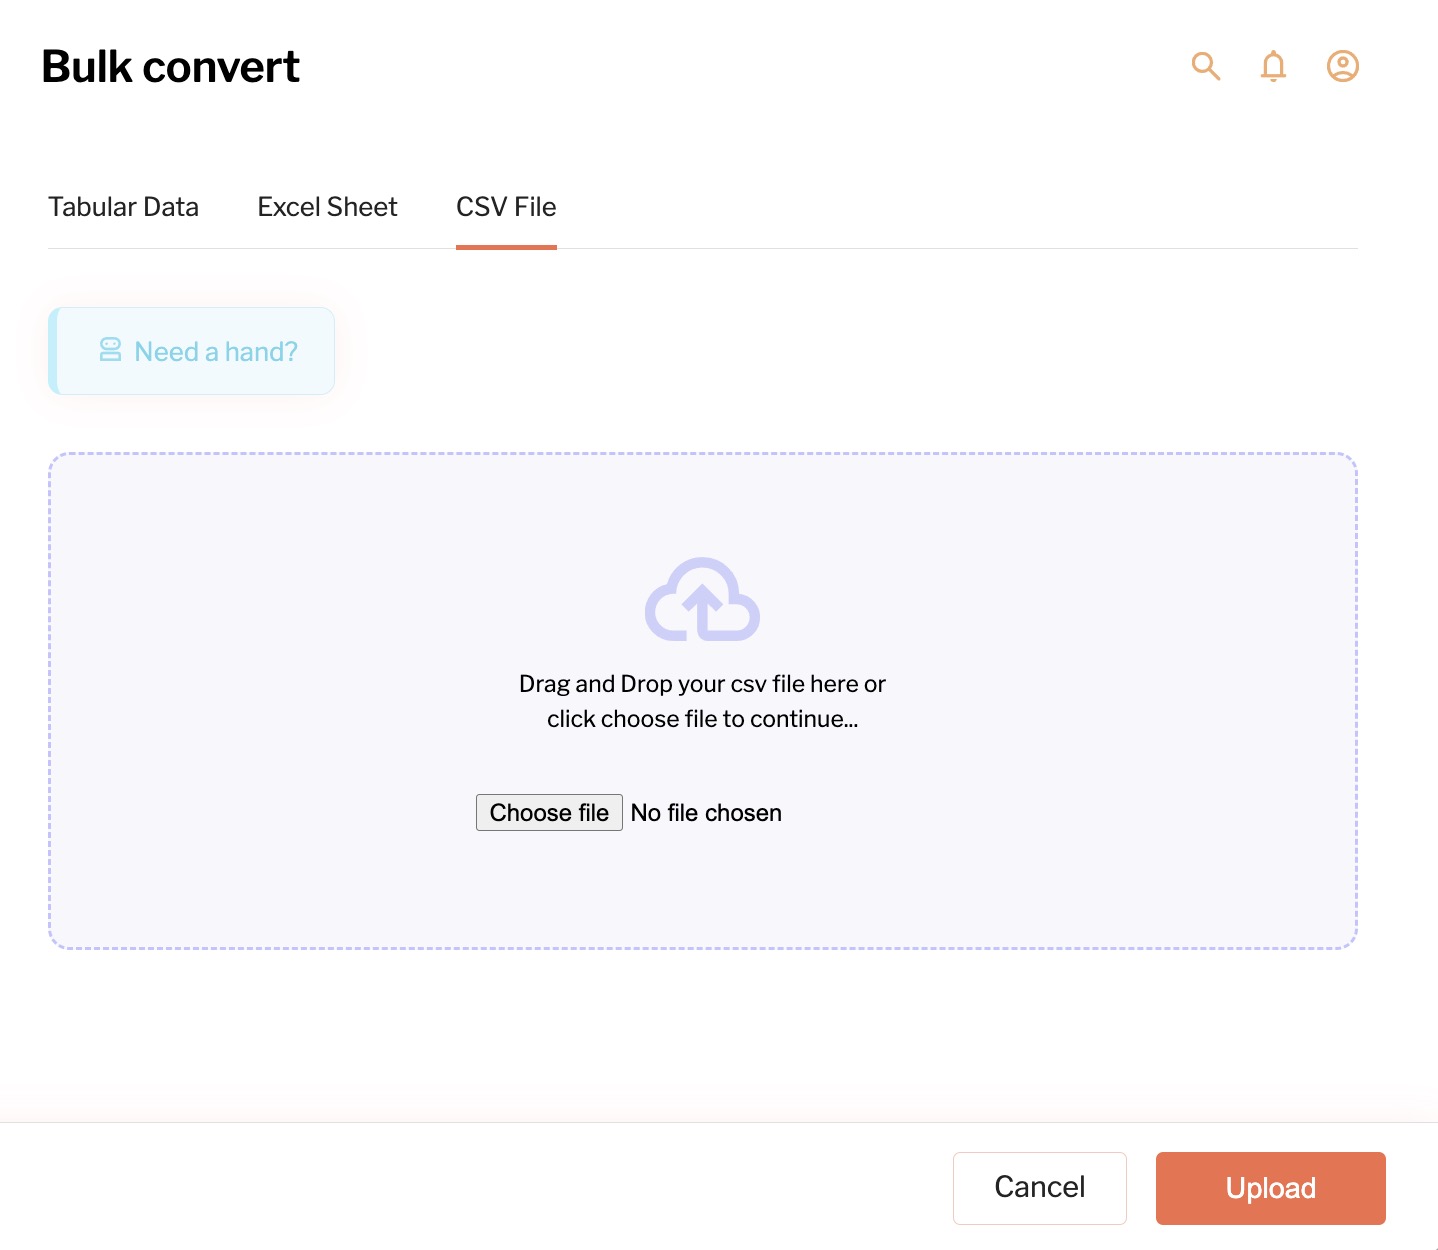 Bulk convert
Tabular Data
Excel Sheet
CSV File
Need a hand?
Drag and Drop your csv file here or
click choose file to continue...
Choose file
No file chosen
Cancel
Upload